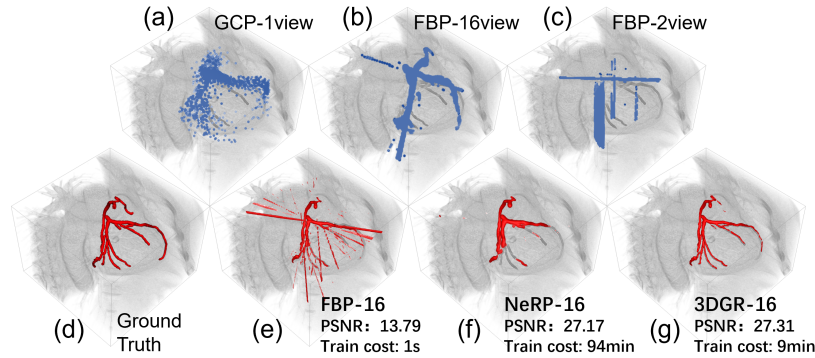 (a) GCP-1view
(b) FBP-16view
(c) FBP-2view
(d) Ground
Truth
(e) FBP-16
PSNR: 13.79
Train cost: 1s
(f) NeRP-16
PSNR: 27.17
Train cost: 94min
(g) 3DGR-16
PSNR: 27.31
Train cost: 9min